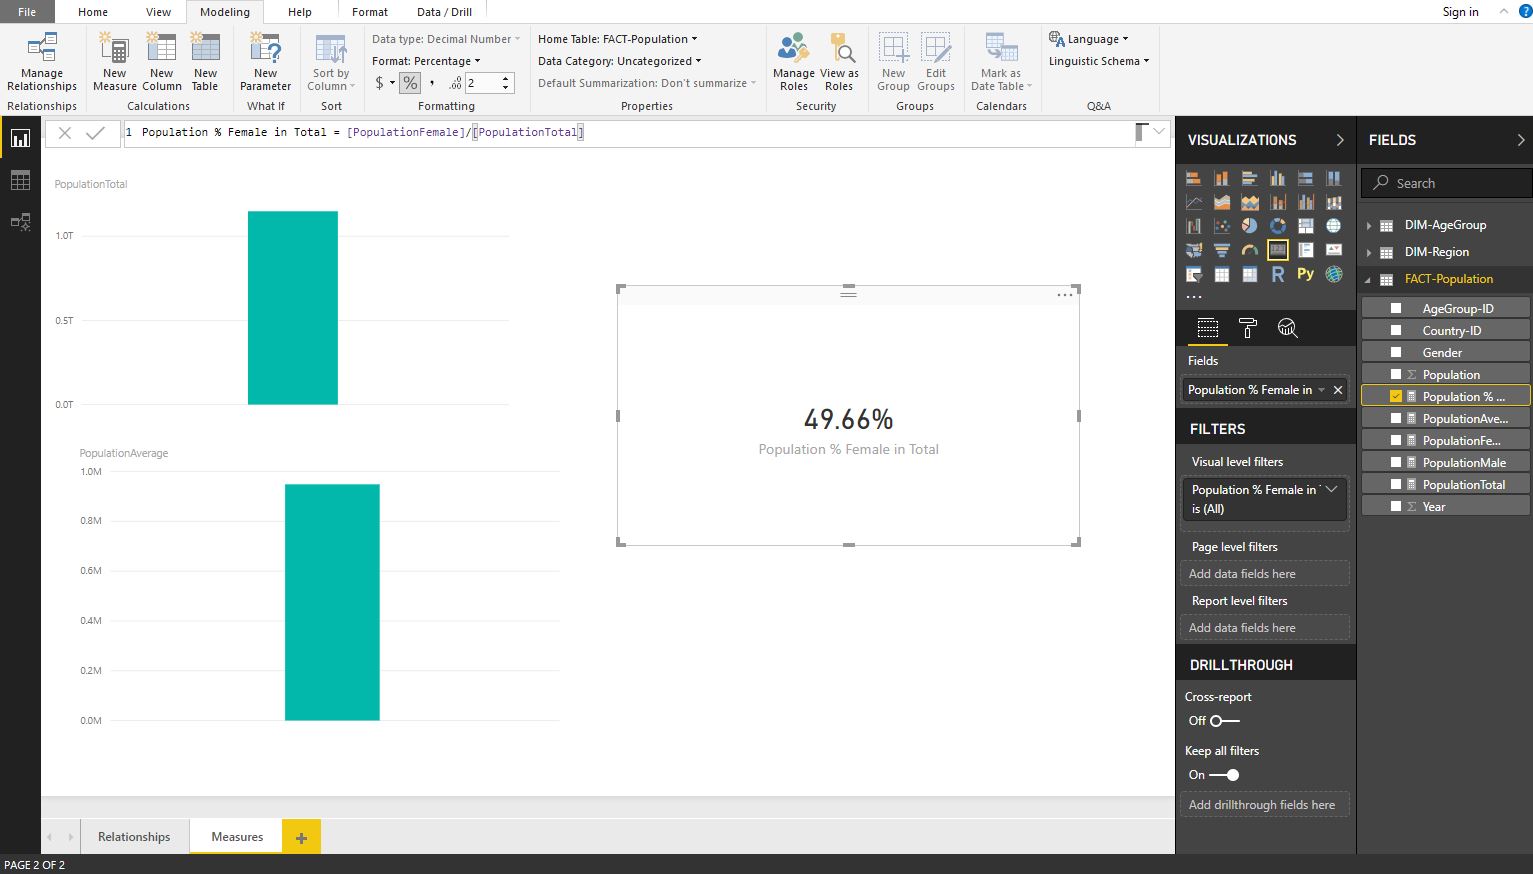 File Home View Modeling Help Format Data / Drill Sign in ?
Manage Relationships
New Measure
New Column
New Table
New Parameter
Sort by Column
Data type: Decimal Number
Format: Percentage
$ % , .00 2
Home Table: FACT-Population
Data Category: Uncategorized
Default Summarization: Don't summarize
Manage Roles
View as Roles
New Group
Edit Groups
Mark as Date Table
Language
Linguistic Schema
Relationships Calculations What If Sort Formatting Properties Security Groups Calendars Q&A
1 Population % Female in Total = [PopulationFemale]/[PopulationTotal]
PopulationTotal
1.0T
0.5T
0.0T
PopulationAverage
1.0M
0.8M
0.6M
0.4M
0.2M
0.0M
49.66%
Population % Female in Total
VISUALIZATIONS
R Py
Fields
Population % Female in
FILTERS
Visual level filters
Population % Female in
is (All)
Page level filters
Add data fields here
Report level filters
Add data fields here
DRILLTHROUGH
Cross-report
Off
Keep all filters
On
Add drillthrough fields here
FIELDS
Search
DIM-AgeGroup
DIM-Region
FACT-Population
AgeGroup-ID
Country-ID
Gender
Σ Population
Population % ...
PopulationAve...
PopulationFe...
PopulationMale
PopulationTotal
Σ Year
Relationships Measures +
PAGE 2 OF 2